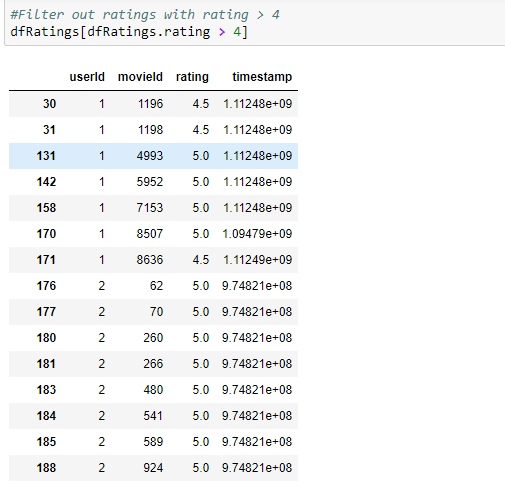 #Filter out ratings with rating > 4
dfRatings[dfRatings.rating > 4]
userId movieId rating timestamp
30 1 1196 4.5 1.11248e+09
31 1 1198 4.5 1.11248e+09
131 1 4993 5.0 1.11248e+09
142 1 5952 5.0 1.11248e+09
158 1 7153 5.0 1.11248e+09
170 1 8507 5.0 1.09479e+09
171 1 8636 4.5 1.11249e+09
176 2 62 5.0 9.74821e+08
177 2 70 5.0 9.74821e+08
180 2 260 5.0 9.74821e+08
181 2 266 5.0 9.74821e+08
183 2 480 5.0 9.74821e+08
184 2 541 5.0 9.74821e+08
185 2 589 5.0 9.74821e+08
188 2 924 5.0 9.74821e+08